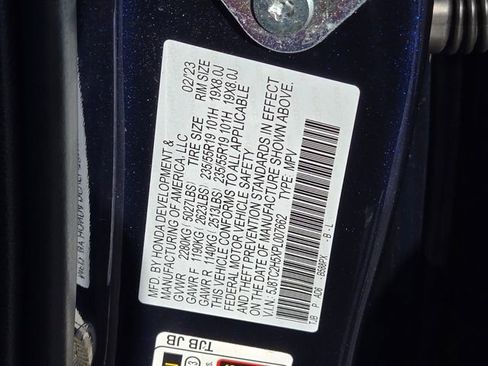 MFD BY HONDA DEVELOPMENT & 02/23
MANUFACTURING OF AMERICA, LLC TIRE SIZE RIM SIZE
GVWR 2280KG( 5027LBS)
GAWR F 1190KG( 2623LBS) 235/55R19 101H 19X8.0J
GAWR R 1140KG( 2513LBS) 235/55R19 101H 19X8.0J
THIS VEHICLE CONFORMS TO ALL APPLICABLE
FEDERAL MOTOR VEHICLE SAFETY
AND THEFT PREVENTION STANDARDS IN EFFECT
ON THE DATE OF MANUFACTURE SHOWN ABOVE.
V.I.N.: 5J8TC2H5XPL007662 TYPE: MPV
TJB P A06 - B - L
TJB JB